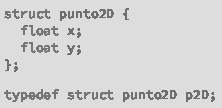 struct punto2D {
  float x;
  float y;
};
typedef struct punto2D p2D;